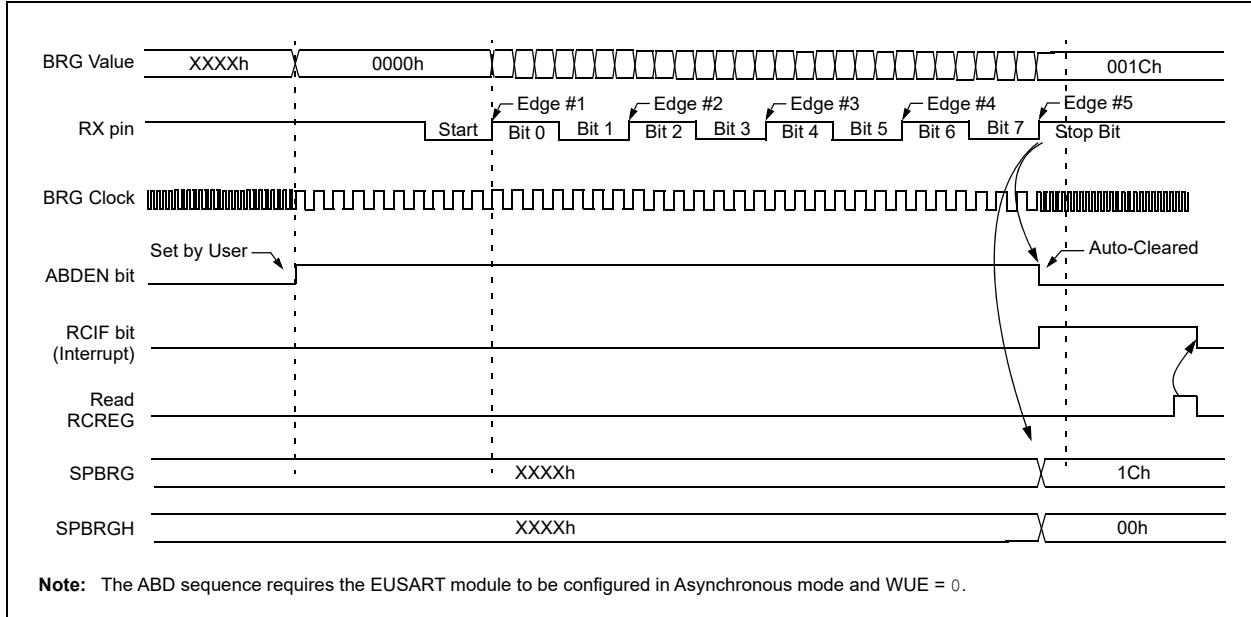 BRG Value XXXXh 0000h 001Ch
Edge #1 Edge #2 Edge #3 Edge #4 Edge #5
RX pin Start Bit 0 Bit 1 Bit 2 Bit 3 Bit 4 Bit 5 Bit 6 Bit 7 Stop Bit
BRG Clock
Set by User Auto-Cleared
ABDEN bit
RCIF bit
(Interrupt)
Read
RCREG
SPBRG XXXXh 1Ch
SPBRGH XXXXh 00h
Note: The ABD sequence requires the EUSART module to be configured in Asynchronous mode and WUE = 0.